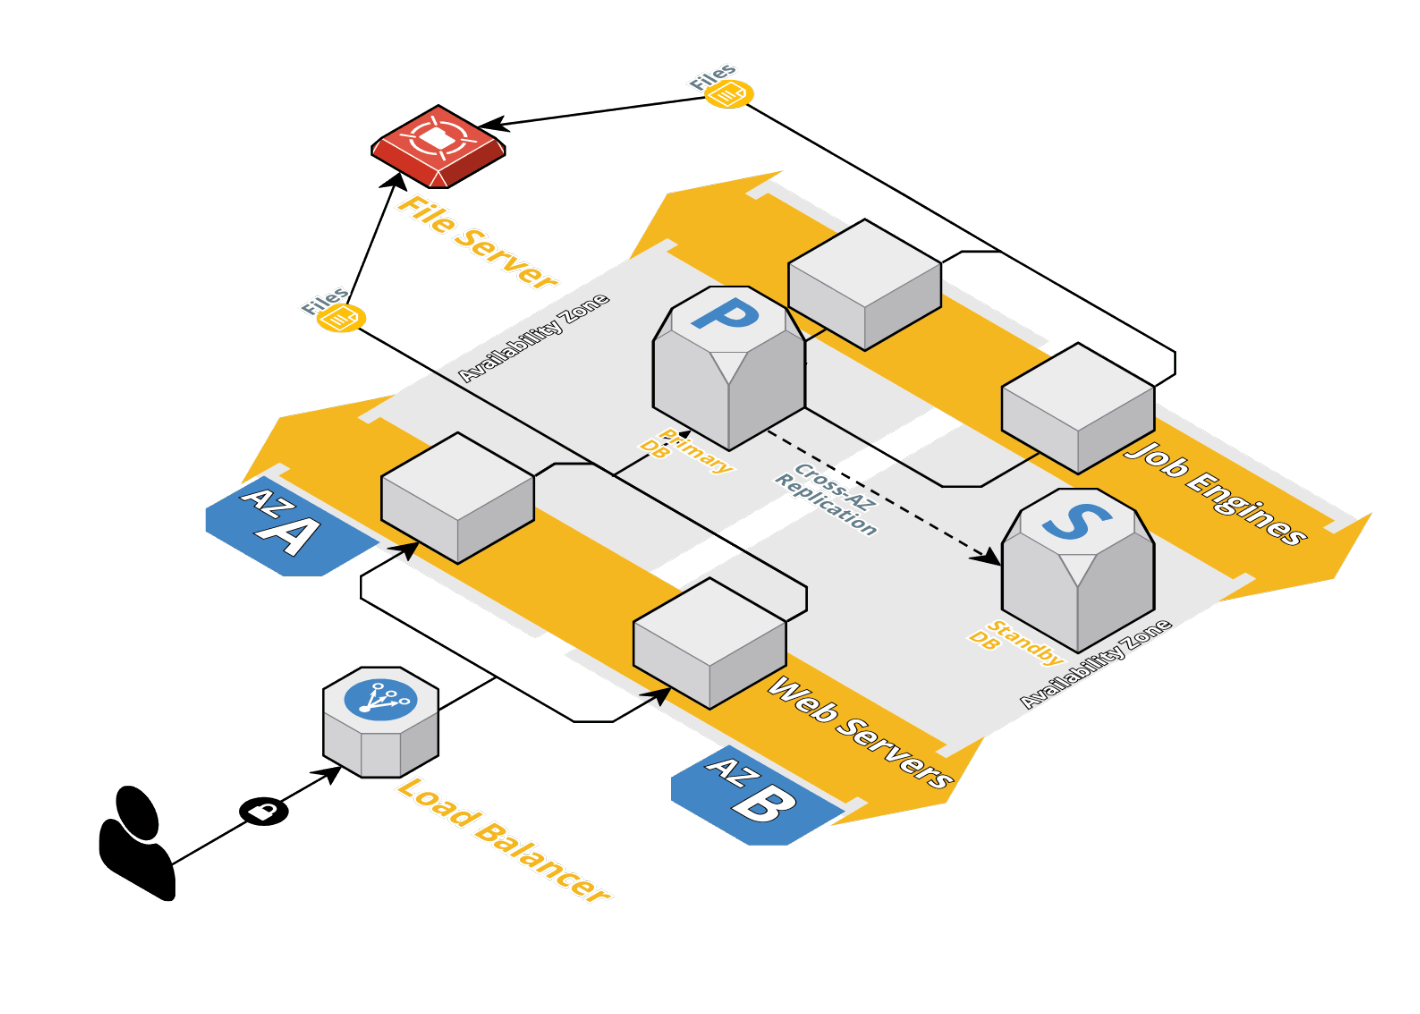 Files
File Server
Files
Availability Zone
P
Primary
DB
Cross-AZ
Replication
Job Engines
S
Standby
DB
Availability Zone
AZ A
Web Servers
AZ B
Load Balancer